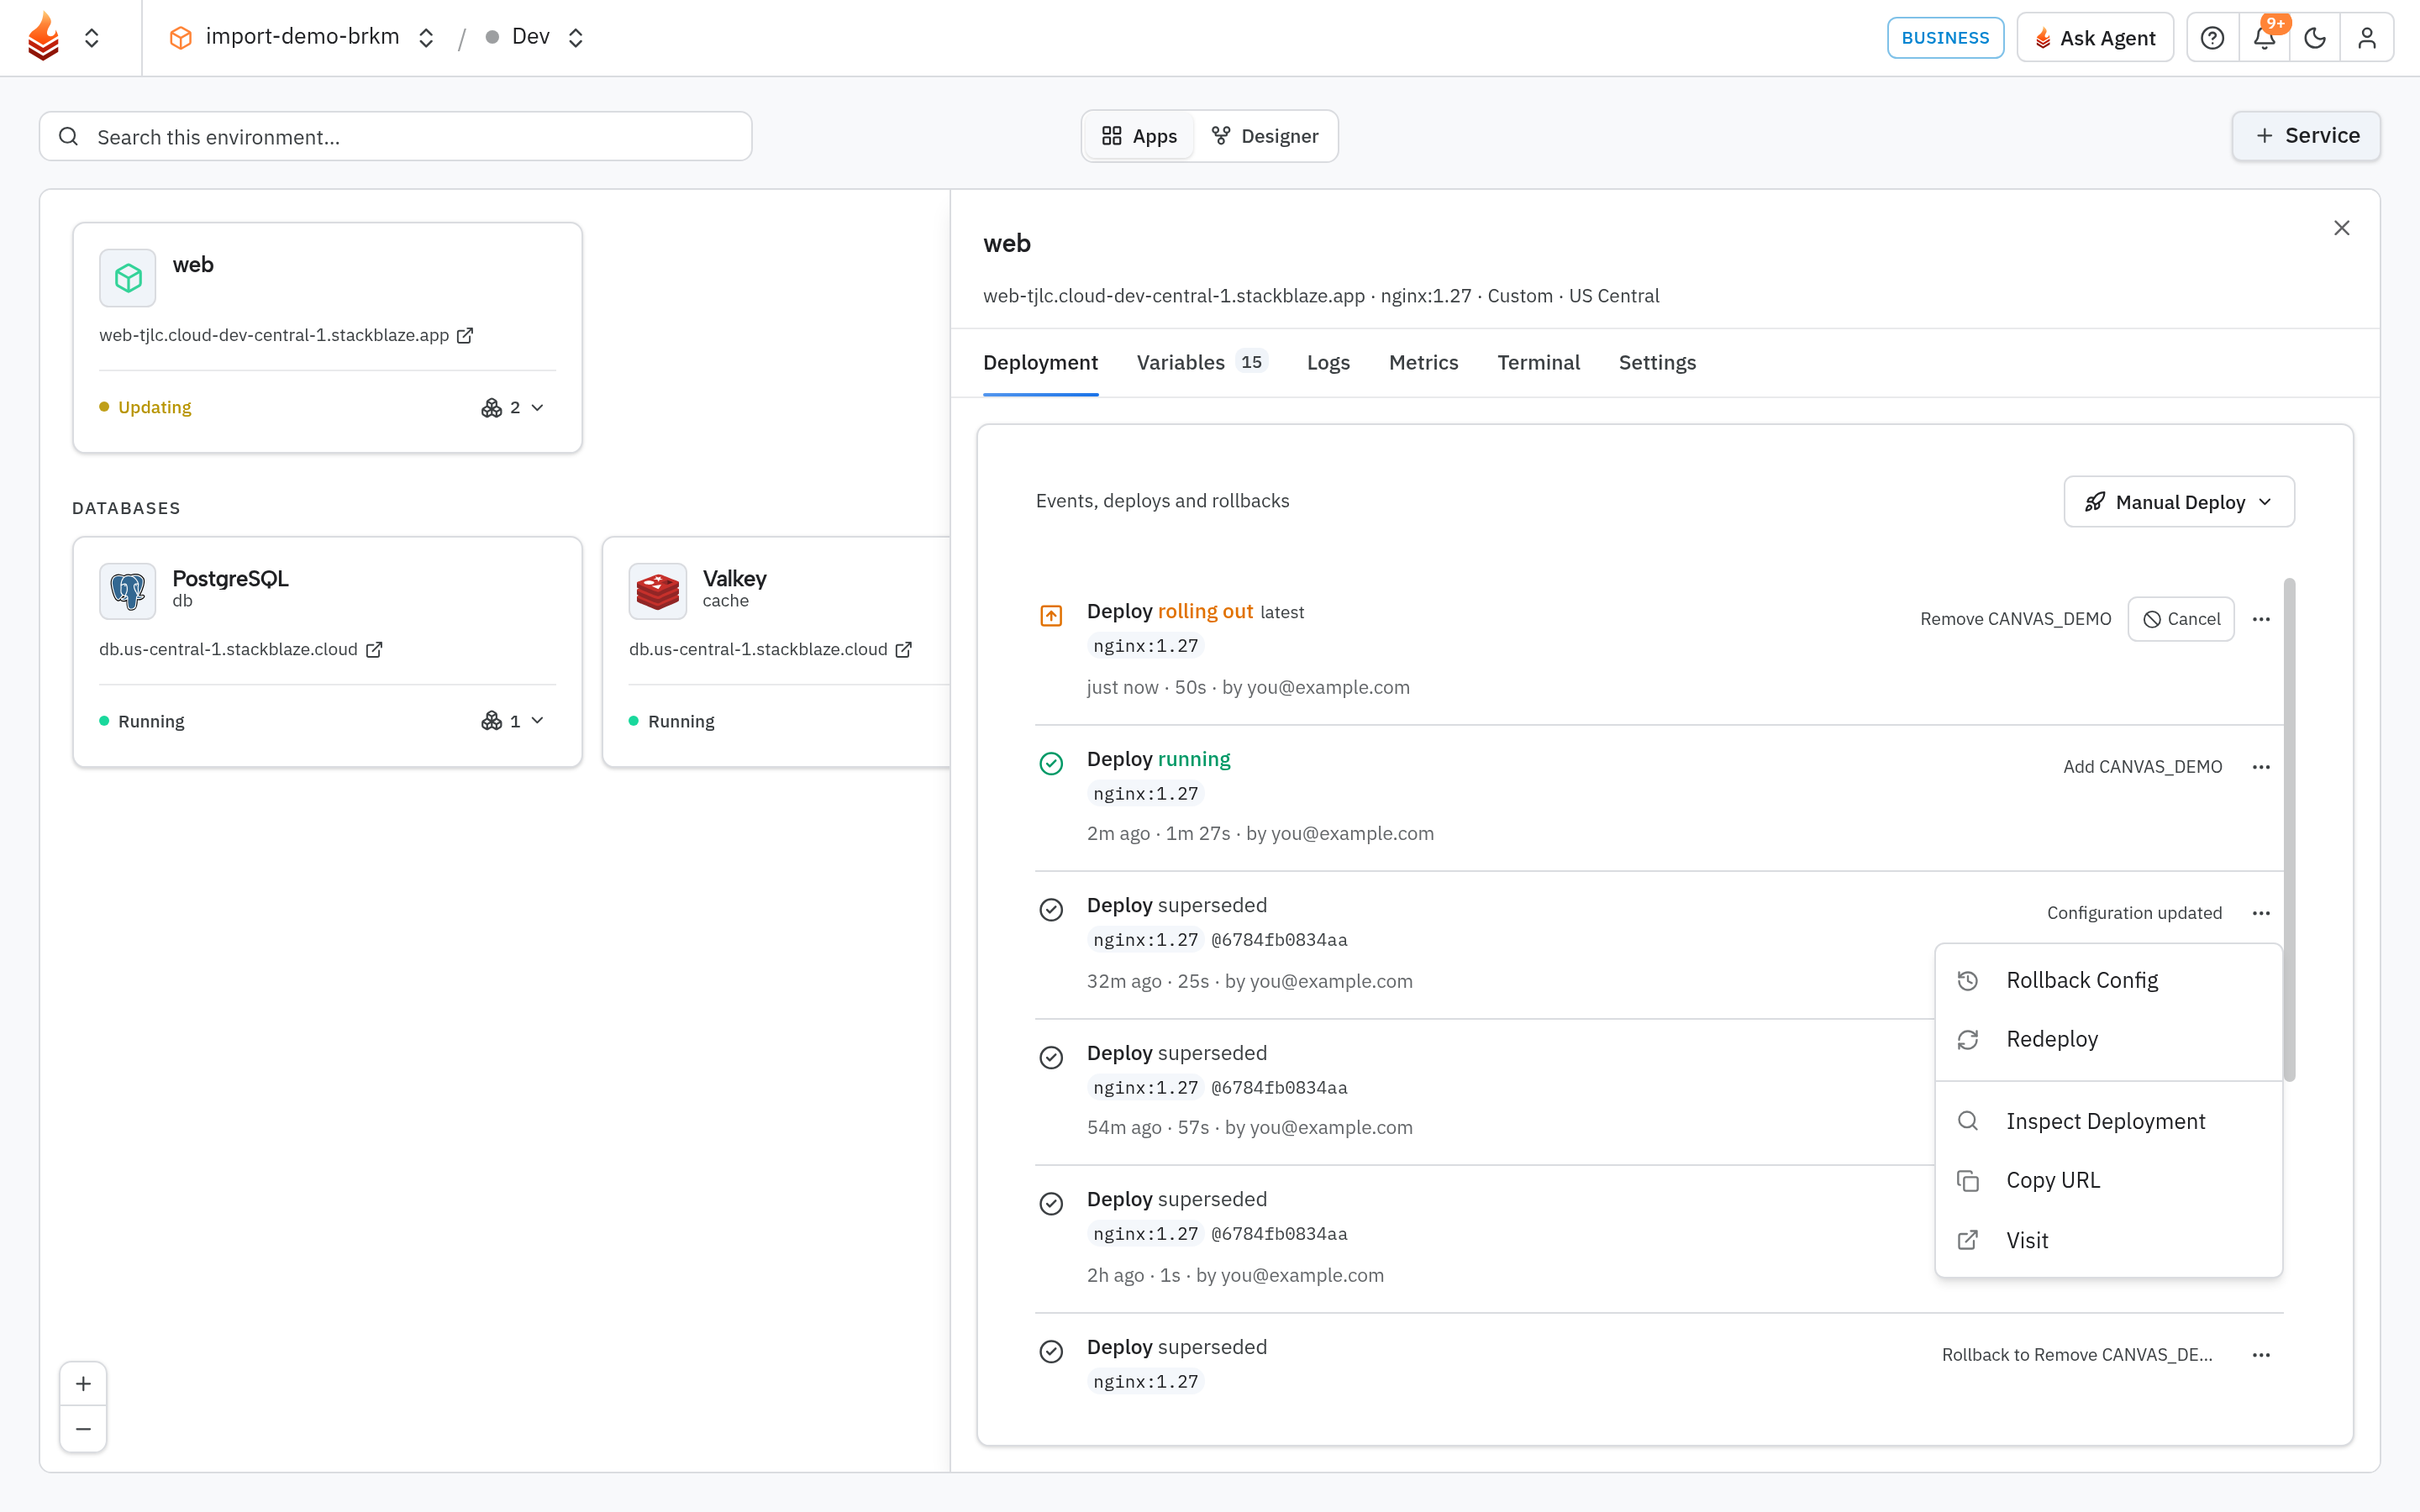 import-demo-brkm / Dev
BUSINESS
Ask Agent
9+
Search this environment...
Apps
Designer
+ Service
web
web-tjlc.cloud-dev-central-1.stackblaze.app
Updating
2
DATABASES
PostgreSQL
db
db.us-central-1.stackblaze.cloud
Running
1
Valkey
cache
db.us-central-1.stackblaze.cloud
Running
web
web-tjlc.cloud-dev-central-1.stackblaze.app · nginx:1.27 · Custom · US Central
Deployment
Variables 15
Logs
Metrics
Terminal
Settings
Events, deploys and rollbacks
Manual Deploy
Deploy rolling out latest
Remove CANVAS_DEMO
Cancel
nginx:1.27
just now · 50s · by you@example.com
Deploy running
Add CANVAS_DEMO
nginx:1.27
2m ago · 1m 27s · by you@example.com
Deploy superseded
Configuration updated
nginx:1.27 @6784fb0834aa
32m ago · 25s · by you@example.com
Deploy superseded
nginx:1.27 @6784fb0834aa
54m ago · 57s · by you@example.com
Deploy superseded
nginx:1.27 @6784fb0834aa
2h ago · 1s · by you@example.com
Deploy superseded
Rollback to Remove CANVAS_DE...
nginx:1.27
Rollback Config
Redeploy
Inspect Deployment
Copy URL
Visit